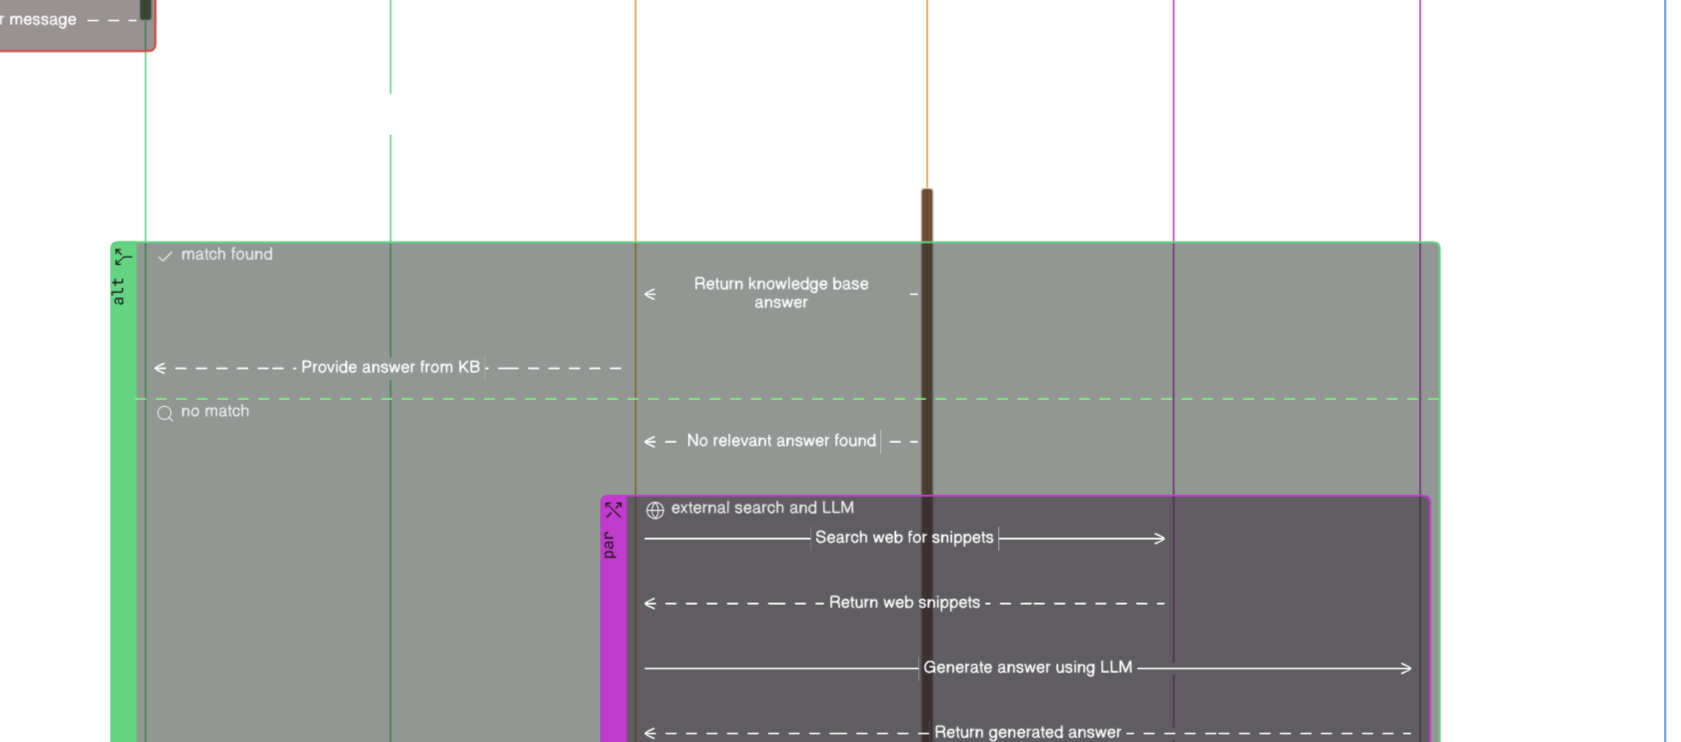 r message
match found
alt
Return knowledge base
answer
Provide answer from KB
no match
No relevant answer found
external search and LLM
par
Search web for snippets
Return web snippets
Generate answer using LLM
Return generated answer